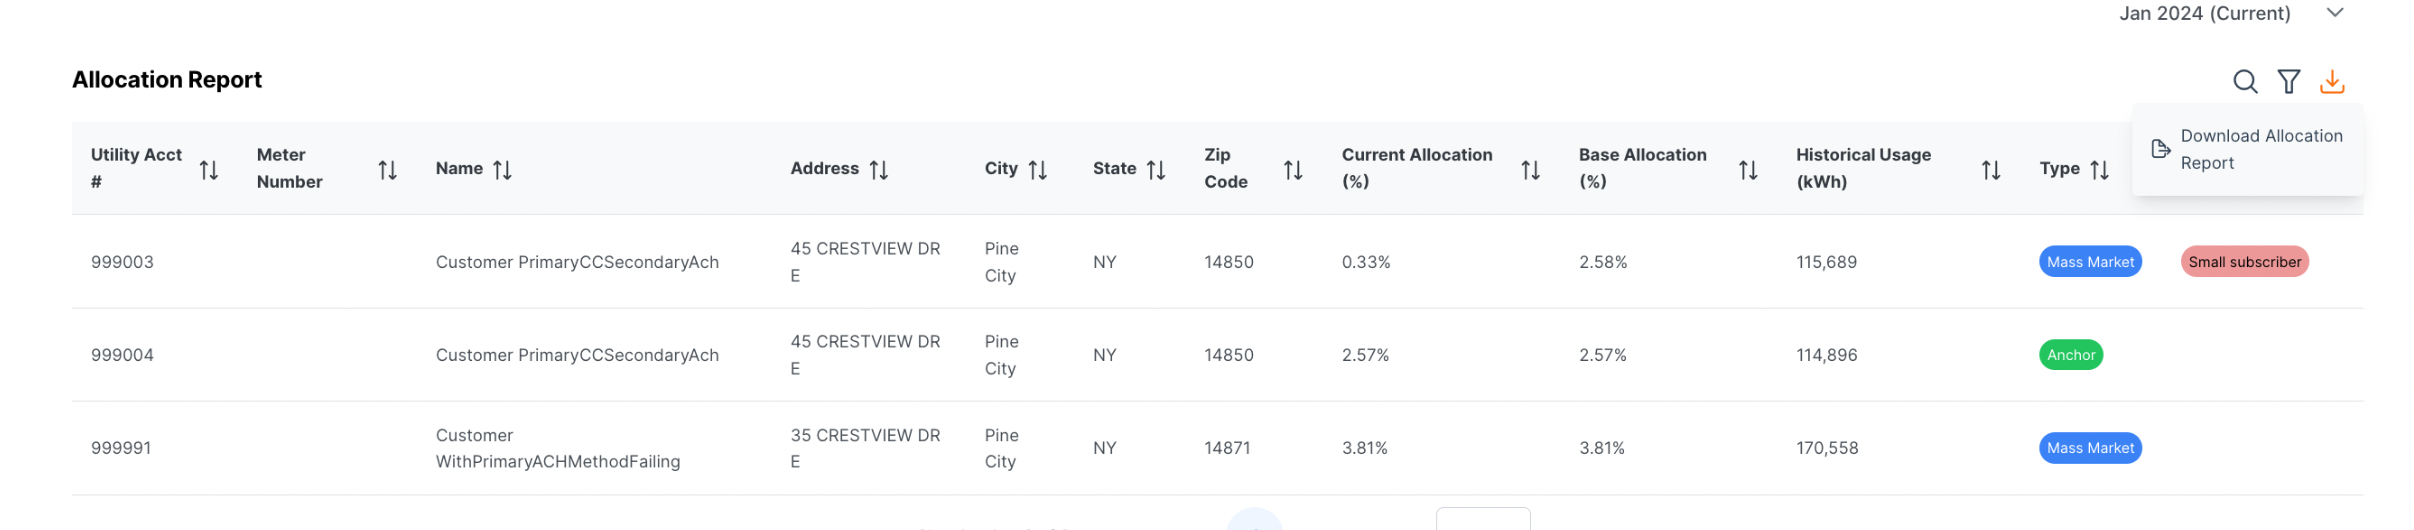 Jan 2024 (Current)
Allocation Report
Download Allocation
Report
Utility Acct
#
Meter
Number
Name
Address
City
State
Zip
Code
Current Allocation
(%)
Base Allocation
(%)
Historical Usage
(kWh)
Type
999003
Customer PrimaryCCSecondaryAch
45 CRESTVIEW DR
E
Pine
City
NY
14850
0.33%
2.58%
115,689
Mass Market
Small subscriber
999004
Customer PrimaryCCSecondaryAch
45 CRESTVIEW DR
E
Pine
City
NY
14850
2.57%
2.57%
114,896
Anchor
999991
Customer
WithPrimaryACHMethodFailing
35 CRESTVIEW DR
E
Pine
City
NY
14871
3.81%
3.81%
170,558
Mass Market